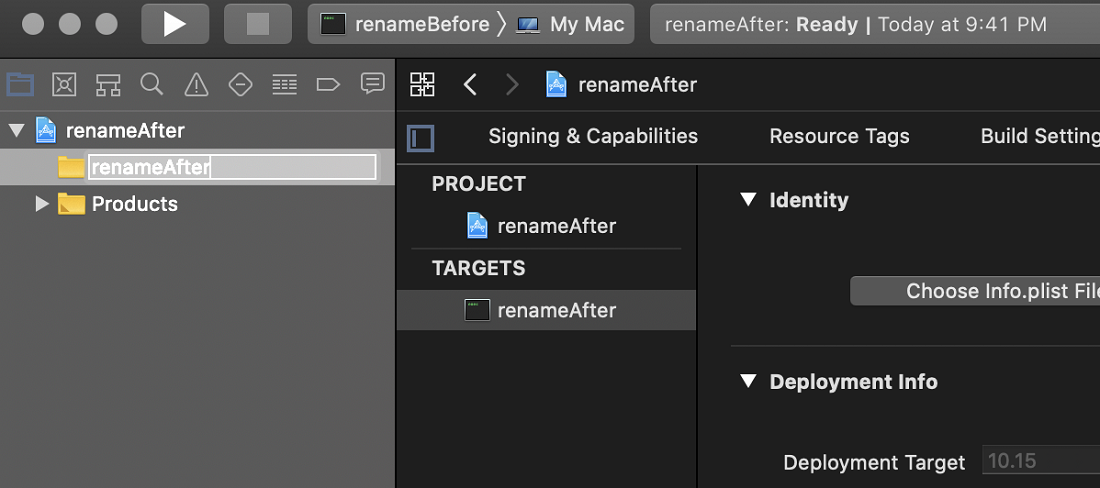 renameBefore 〉 My Mac
renameAfter: Ready | Today at 9:41 PM
renameAfter
Signing & Capabilities
Resource Tags
Build Setting
renameAfter
renameAfter
Products
PROJECT
renameAfter
TARGETS
renameAfter
Identity
Choose Info.plist File
Deployment Info
Deployment Target
10.15